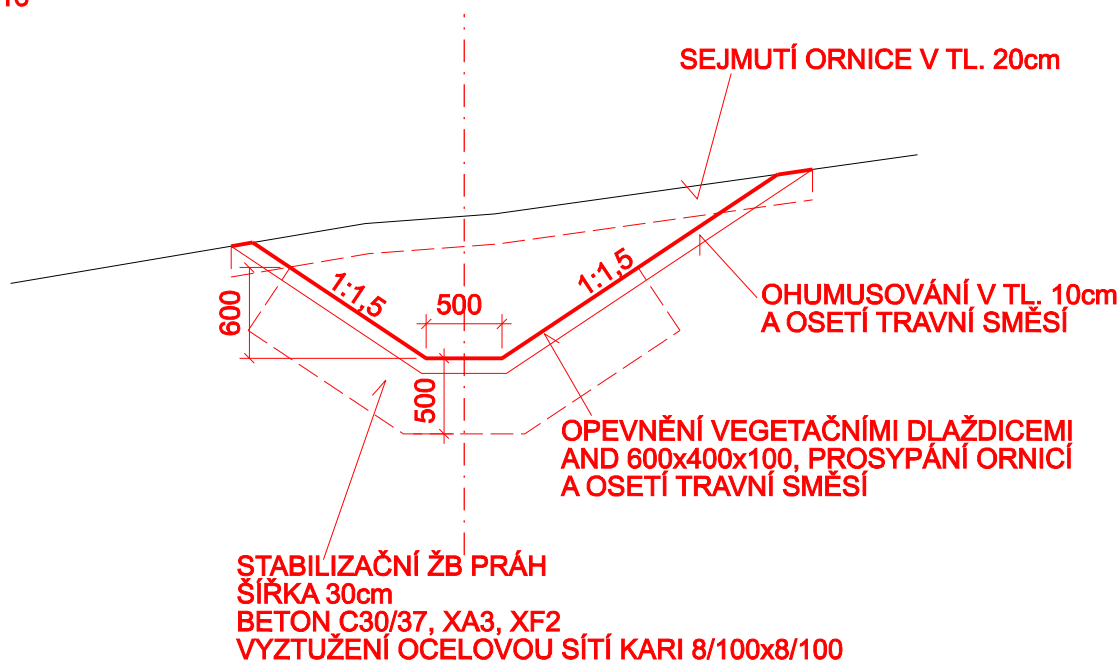 SEJMUTÍ ORNICE V TL. 20cm
1:1,5
1:1,5
600
500
500
OHUMUSOVÁNÍ V TL. 10cm
A OSETÍ TRAVNÍ SMĚSÍ
OPEVNĚNÍ VEGETAČNÍMI DLAŽDICEMI
AND 600x400x100, PROSYPÁNÍ ORNICÍ
A OSETÍ TRAVNÍ SMĚSÍ
STABILIZAČNÍ ŽB PRÁH
ŠÍŘKA 30cm
BETON C30/37, XA3, XF2
VYZTUŽENÍ OCELOVOU SÍTÍ KARI 8/100x8/100